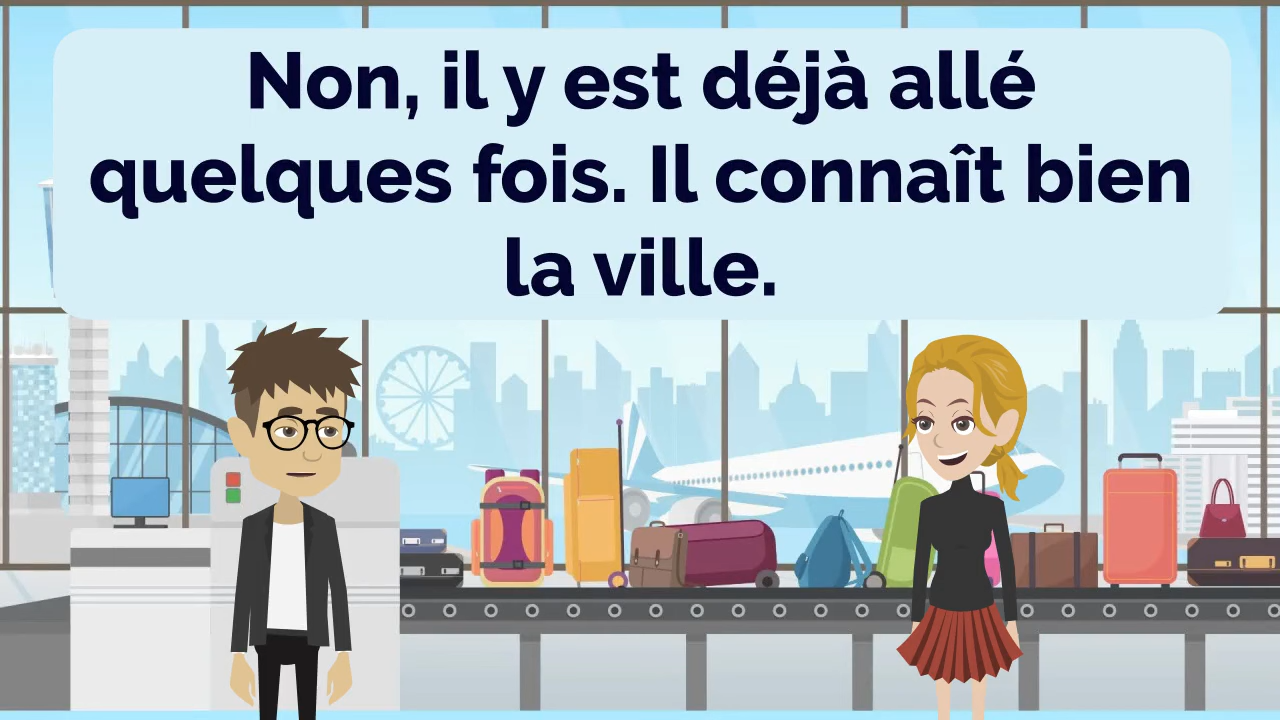 Non, il y est déjà allé
quelques fois. Il connaît bien
la ville.